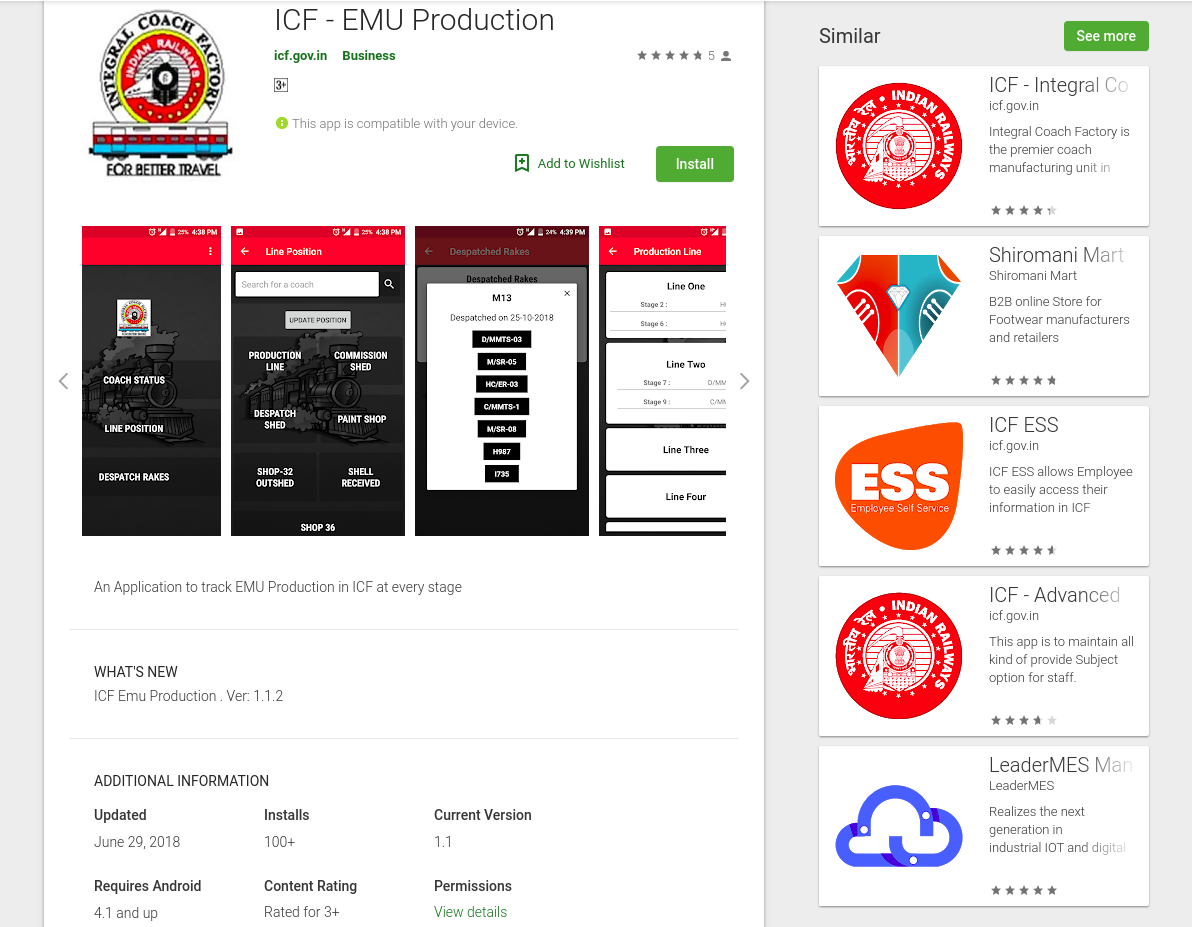 ICF - EMU Production
icf.gov.in Business
5
3+
This app is compatible with your device.
Add to Wishlist
Install
INTEGRAL COACH FACTORY
INDIAN RAILWAYS
FOR BETTER TRAVEL
25% 4:38 PM
COACH STATUS
LINE POSITION
DESPATCH RAKES
25% 4:38 PM
Line Position
Search for a coach
UPDATE POSITION
PRODUCTION
LINE
COMMISSION
SHED
DESPATCH
SHED
PAINT SHOP
SHOP-32
OUTSHED
SHELL
RECEIVED
SHOP 36
24% 4:39 PM
Despatched Rakes
Despatched Rakes
M13
Despatched on 25-10-2018
D/MMTS-03
M/SR-05
HC/ER-03
C/MMTS-1
M/SR-08
H987
I735
Production Line
Line One
Stage 2 :
Stage 6 :
Line Two
Stage 7 : D/MM
Stage 9 : C/MM
Line Three
Line Four
An Application to track EMU Production in ICF at every stage
WHAT'S NEW
ICF Emu Production . Ver: 1.1.2
ADDITIONAL INFORMATION
Updated
June 29, 2018
Installs
100+
Current Version
1.1
Requires Android
4.1 and up
Content Rating
Rated for 3+
Permissions
View details
Similar
See more
भारतीय रेल • INDIAN RAILWAYS
ICF - Integral Co
icf.gov.in
Integral Coach Factory is
the premier coach
manufacturing unit in
Shiromani Mart
Shiromani Mart
B2B online Store for
Footwear manufacturers
and retailers
ESS
Employee Self Service
ICF ESS
icf.gov.in
ICF ESS allows Employee
to easily access their
information in ICF
भारतीय रेल • INDIAN RAILWAYS
ICF - Advanced
icf.gov.in
This app is to maintain all
kind of provide Subject
option for staff.
LeaderMES Man
LeaderMES
Realizes the next
generation in
industrial IOT and digital